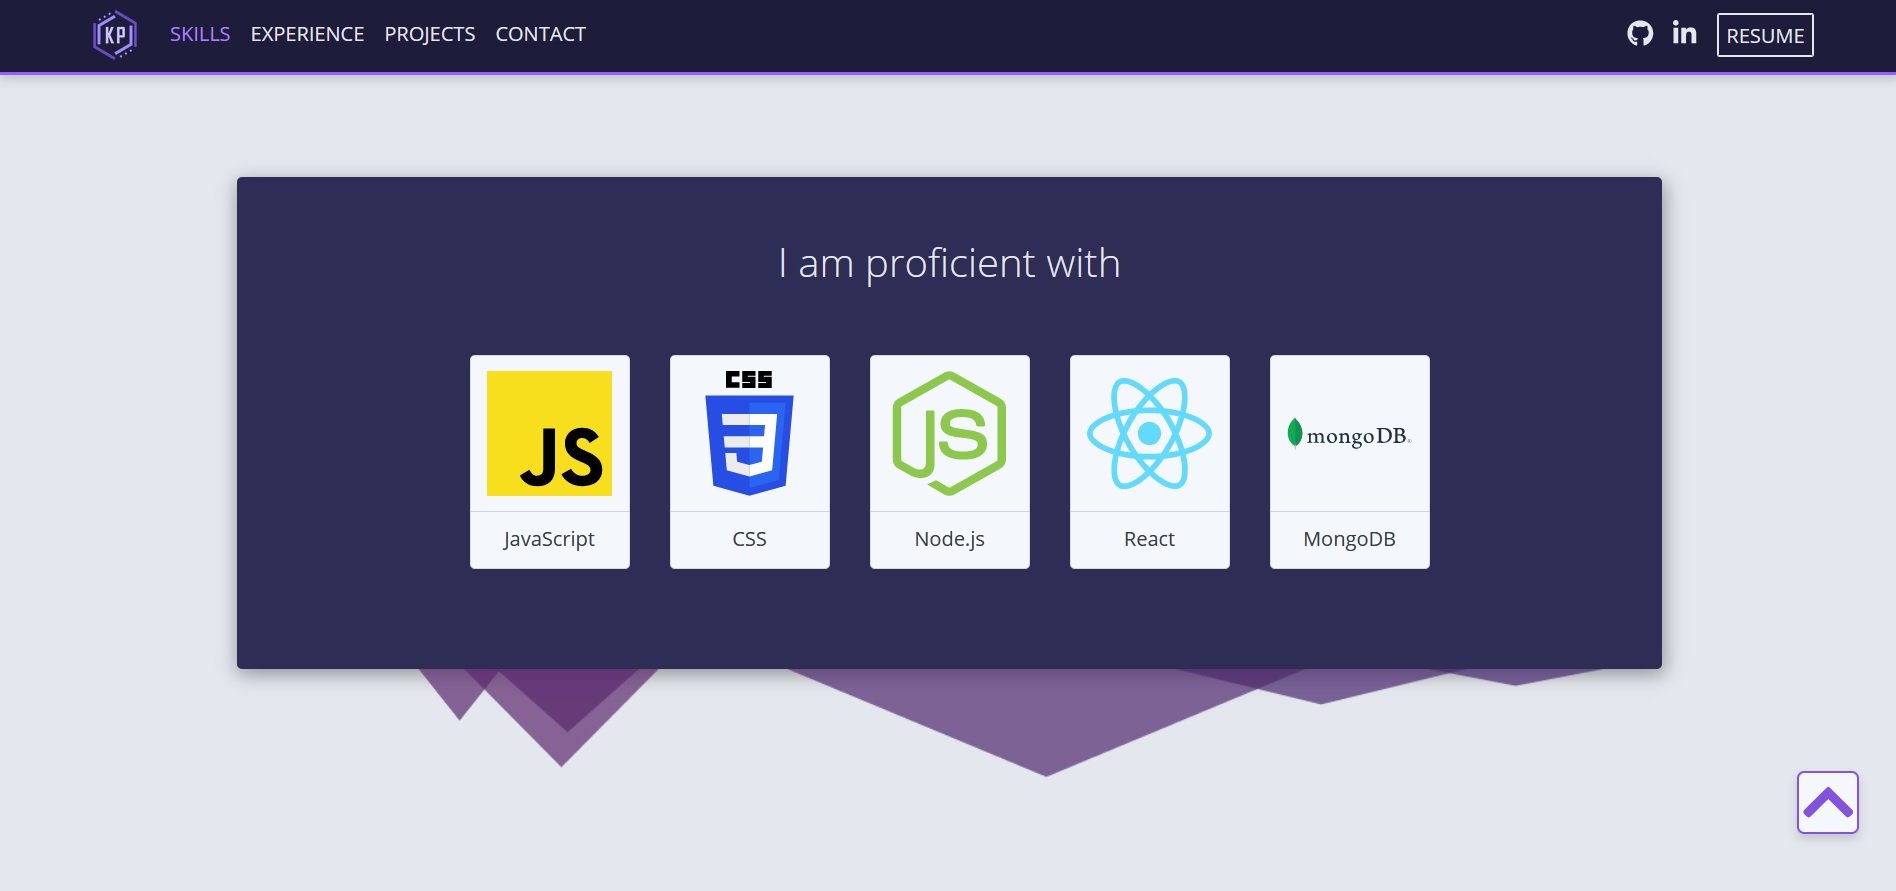 KP SKILLS EXPERIENCE PROJECTS CONTACT in RESUME
I am proficient with
JS CSS 3 JS mongoDB
JavaScript CSS Node.js React MongoDB